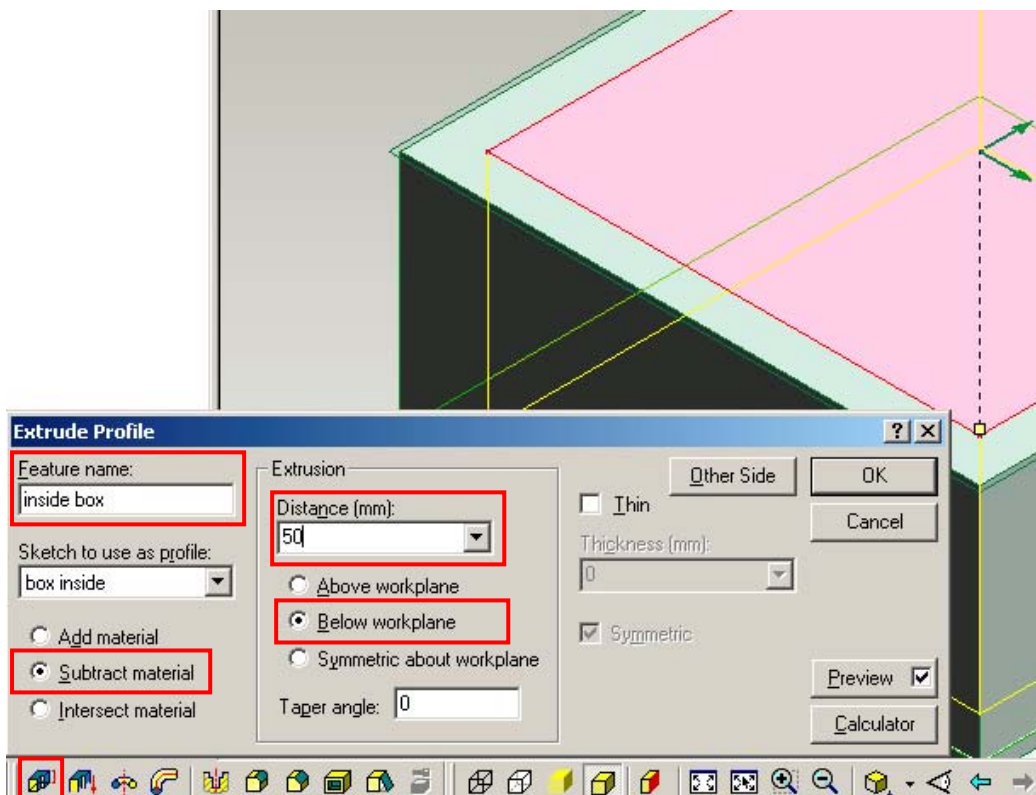 Extrude Profile
Feature name:
inside box
Sketch to use as profile:
box inside
Add material
Subtract material
Intersect material
Extrusion
Distance (mm):
50
Above workplane
Below workplane
Symmetric about workplane
Taper angle: 0
Other Side
Thin
Thickness (mm):
0
Symmetric
OK
Cancel
Preview
Calculator